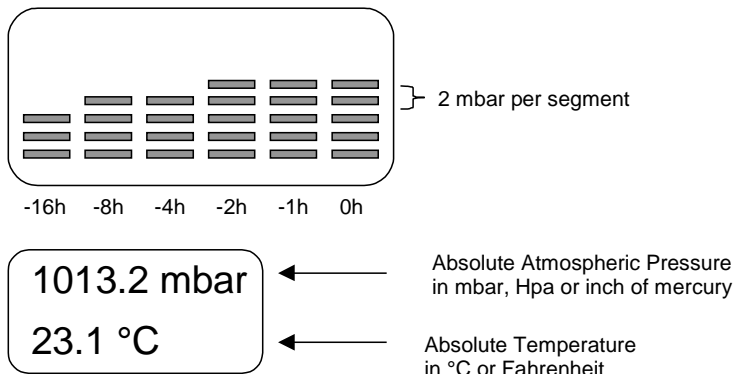 2 mbar per segment
-16h -8h -4h -2h -1h 0h
1013.2 mbar
Absolute Atmospheric Pressure
in mbar, Hpa or inch of mercury
23.1 °C
Absolute Temperature
in °C or Fahrenheit